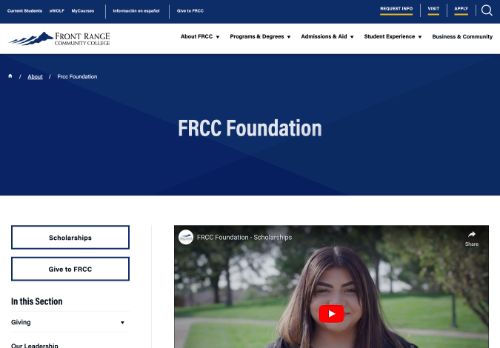 Current Students eWOLF MyCourses Información en español Give to FRCC REQUEST INFO VISIT APPLY
FRONT RANGE
COMMUNITY COLLEGE
About FRCC Programs & Degrees Admissions & Aid Student Experience Business & Community
/ About / Frcc Foundation
FRCC Foundation
Scholarships
Give to FRCC
In this Section
Giving
Our Leadership
FRCC Foundation - Scholarships
Share